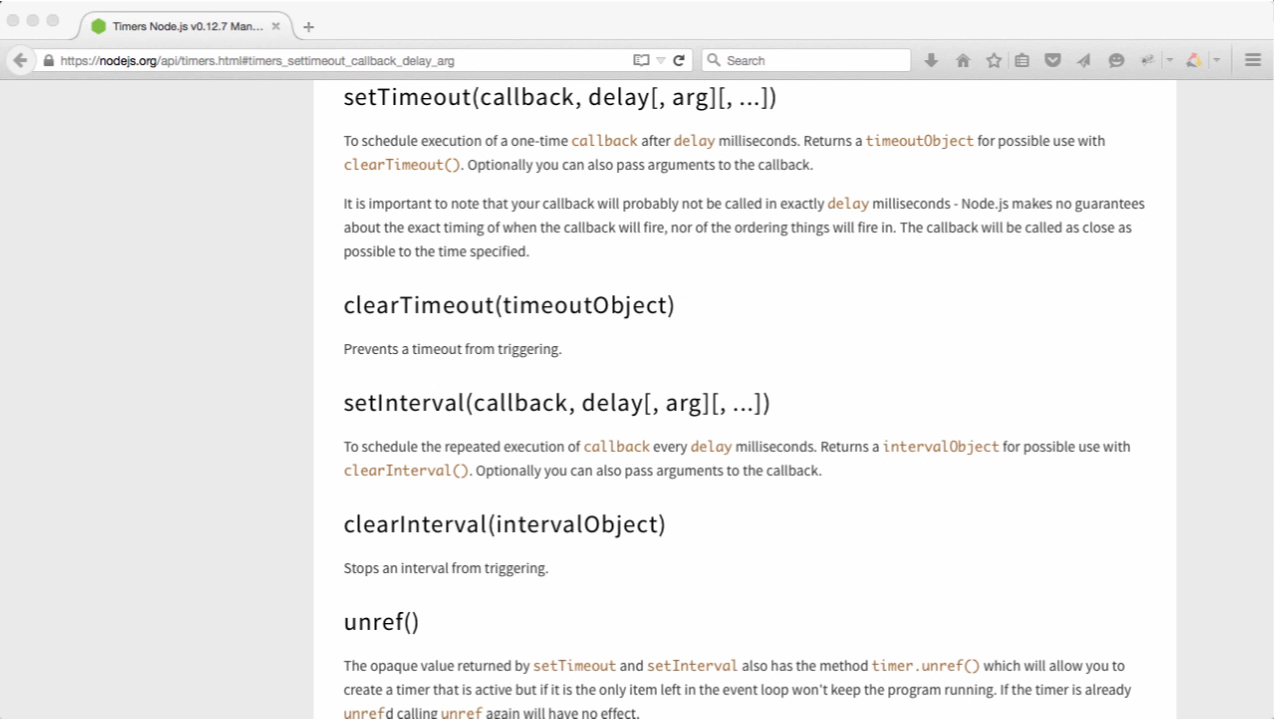 Timers Node.js v0.12.7 Man...
https://nodejs.org/api/timers.html#timers_settimeout_callback_delay_arg
Search
setTimeout(callback, delay[, arg][, ...])
To schedule execution of a one-time callback after delay milliseconds. Returns a timeoutObject for possible use with
clearTimeout(). Optionally you can also pass arguments to the callback.
It is important to note that your callback will probably not be called in exactly delay milliseconds - Node.js makes no guarantees
about the exact timing of when the callback will fire, nor of the ordering things will fire in. The callback will be called as close as
possible to the time specified.
clearTimeout(timeoutObject)
Prevents a timeout from triggering.
setInterval(callback, delay[, arg][, ...])
To schedule the repeated execution of callback every delay milliseconds. Returns a intervalObject for possible use with
clearInterval(). Optionally you can also pass arguments to the callback.
clearInterval(intervalObject)
Stops an interval from triggering.
unref()
The opaque value returned by setTimeout and setInterval also has the method timer.unref() which will allow you to
create a timer that is active but if it is the only item left in the event loop won't keep the program running. If the timer is already
unrefd calling unref again will have no effect.